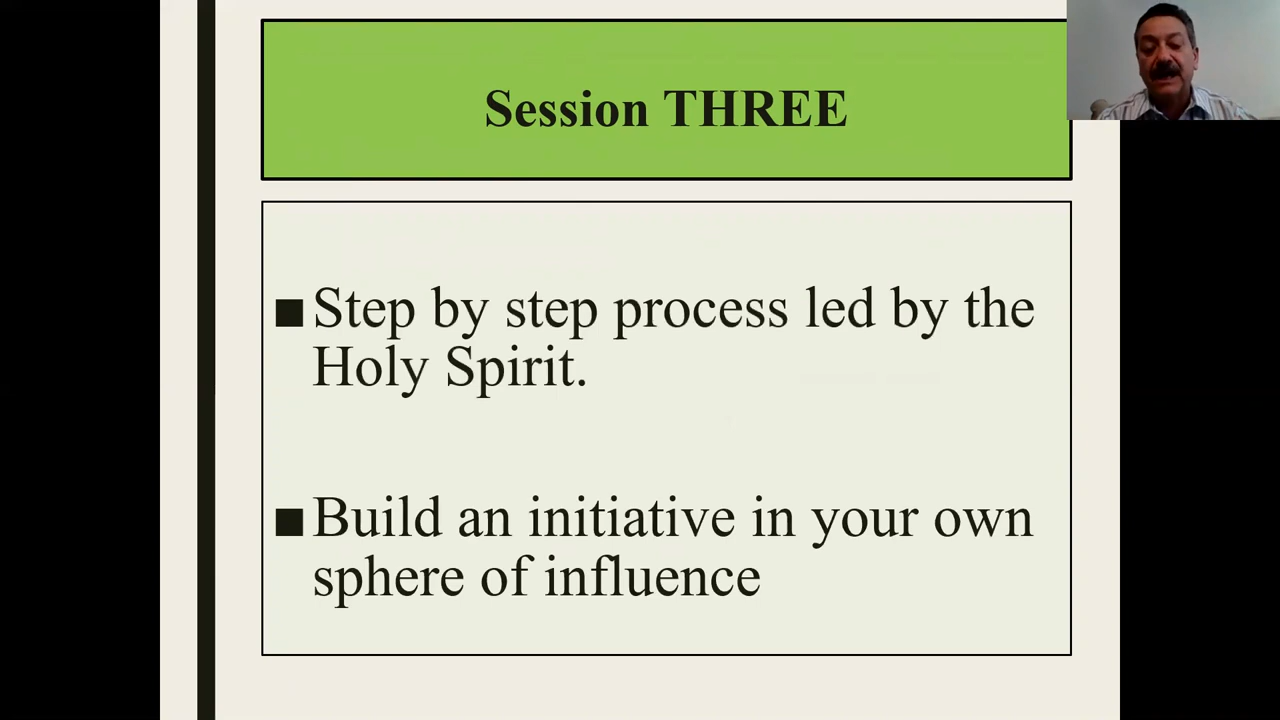 Session THREE
■Step by step process led by the
Holy Spirit.
■Build an initiative in your own
sphere of influence